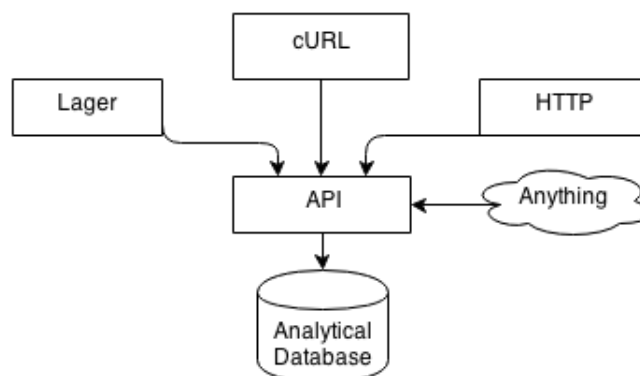 cURL
Lager
HTTP
API
Anything
Analytical
Database